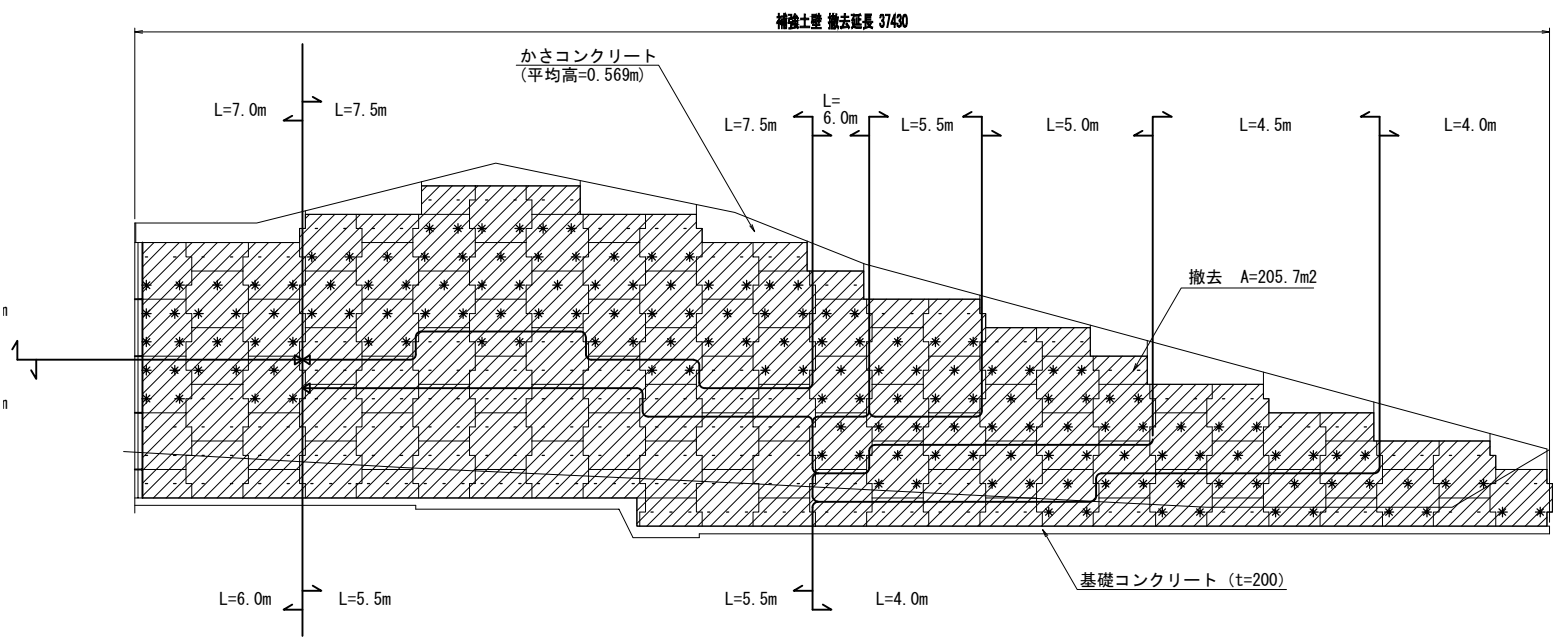 補強土壁 撤去延長 37430
かさコンクリート
(平均高=0.569m)
L=7.0m
L=7.5m
L=7.5m
L=
6.0m
L=5.5m
L=5.0m
L=4.5m
L=4.0m
撤去 A=205.7m2
m
m
基礎コンクリート (t=200)
L=6.0m
L=5.5m
L=5.5m
L=4.0m